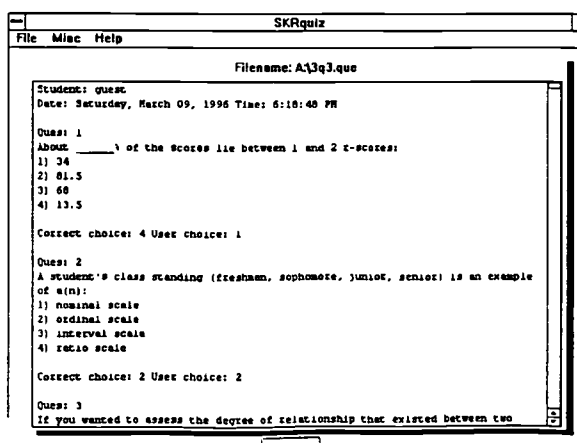 SKRquiz
File Misc Help
Filename: A:\3q3.que
Student: guest
Date: Saturday, March 09, 1996 Time: 6:18:48 PM
Ques: 1
About ______% of the scores lie between 1 and 2 z-scores:
1) 34
2) 81.5
3) 68
4) 13.5
Correct choice: 4 User choice: 1
Ques: 2
A student's class standing (freshman, sophomore, junior, senior) is an example
of a(n):
1) nominal scale
2) ordinal scale
3) interval scale
4) ratio scale
Correct choice: 2 User choice: 2
Ques: 3
If you wanted to assess the degree of relationship that existed between two